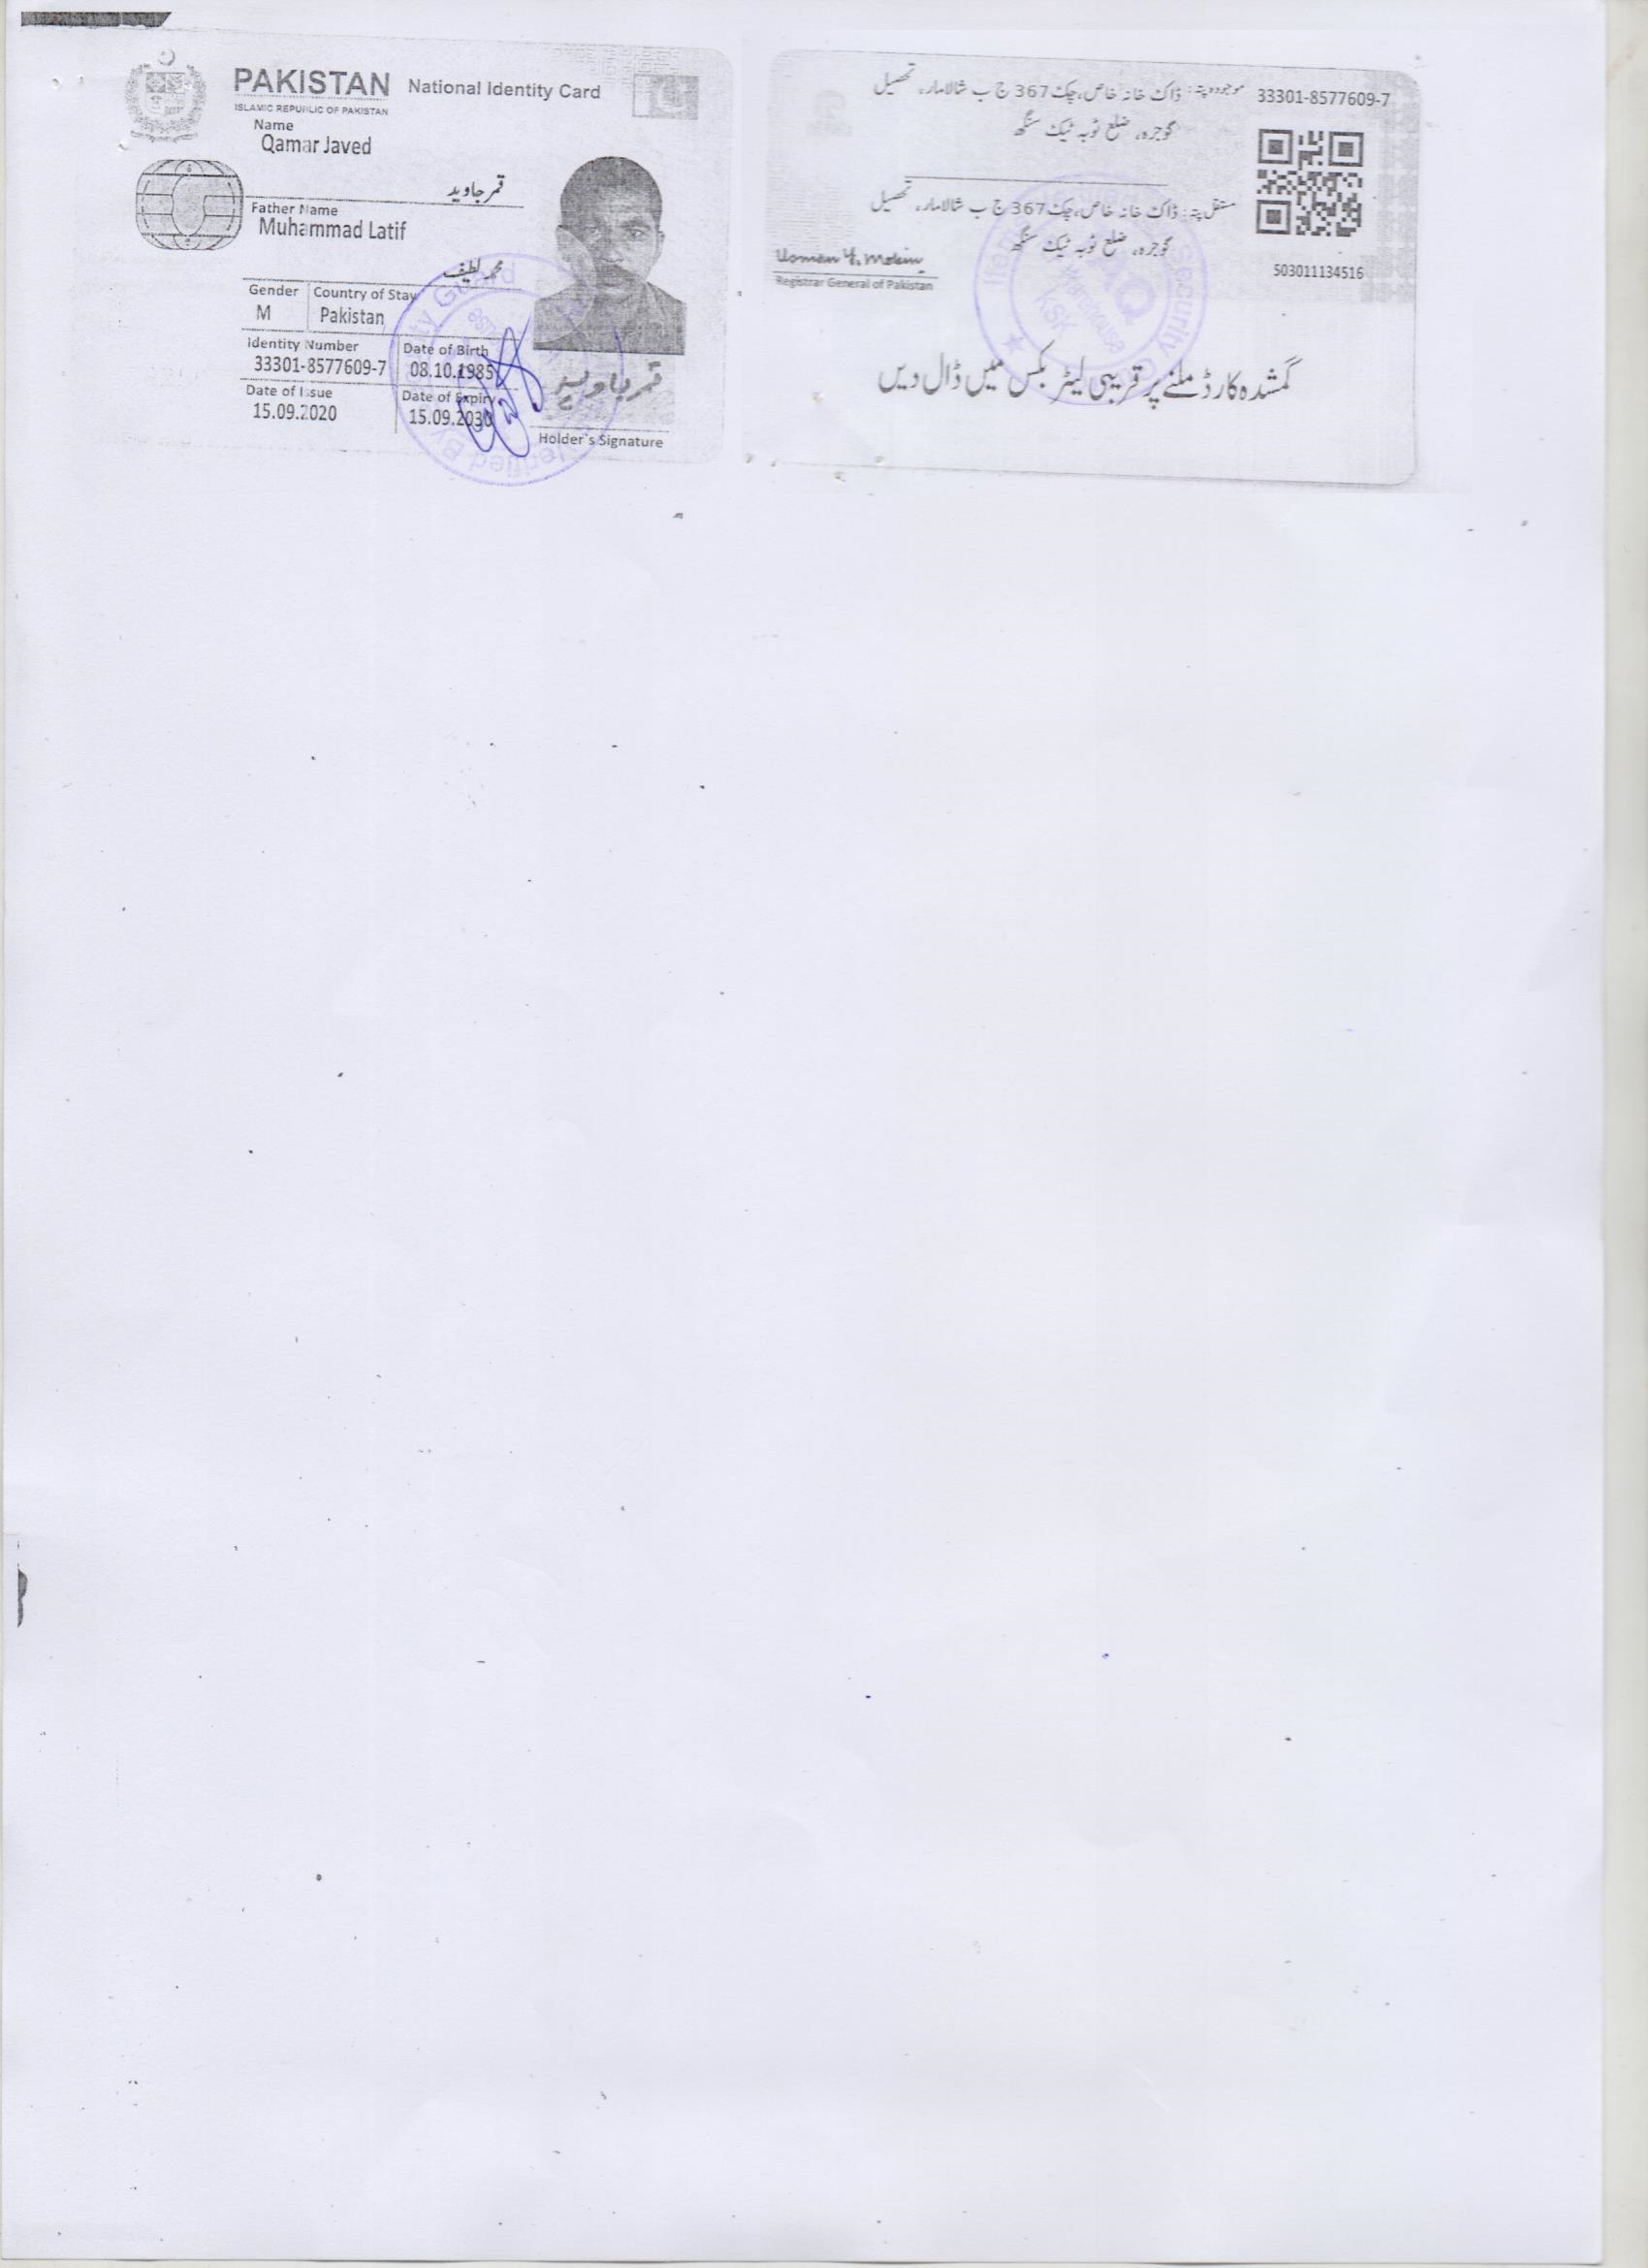 PAKISTAN National Identity Card
ISLAMIC REPUBLIC OF PAKISTAN
Name
Qamar Javed
قمر جاوید
Father Name
Muhammad Latif
محمد لطیف
Gender Country of Stay
M Pakistan
Identity Number Date of Birth
33301-8577609-7 08.10.1985
Date of Issue Date of Expiry
15.09.2020 15.09.2030
قمر جاوید
Holder's Signature
Verified By
33301-8577609-7
موجودہ پتہ: ڈاک خانہ خاص، چک 367 ج ب شالامار، تحصیل
گوجرہ، ضلع ٹوبہ ٹیک سنگھ
مستقل پتہ: ڈاک خانہ خاص، چک 367 ج ب شالامار، تحصیل
گوجرہ، ضلع ٹوبہ ٹیک سنگھ
Usman Y. Mobin
Registrar General of Pakistan
503011134516
Security
Warehouse
KSK
گمشدہ کارڈ ملنے پر قریبی لیٹر بکس میں ڈال دیں